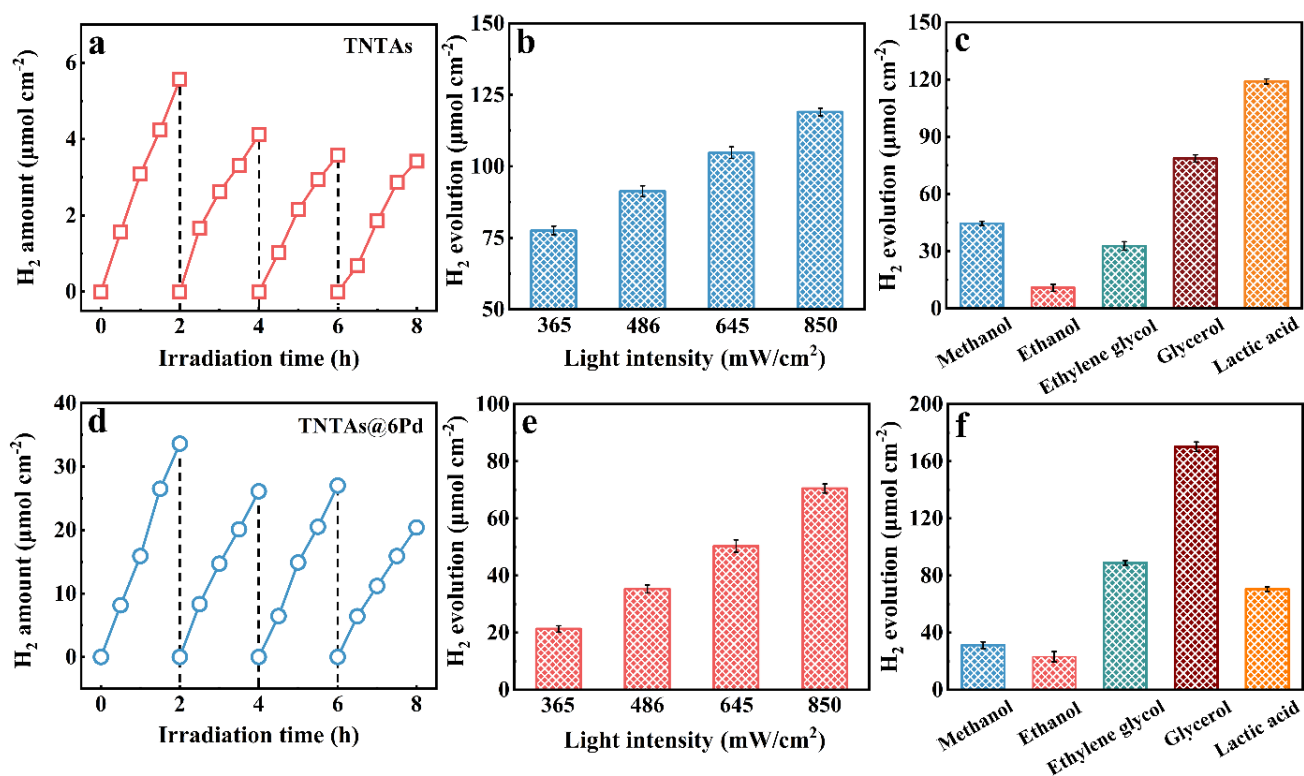 a
TNTAs
H₂ amount (μmol cm⁻²)
6
4
2
0
0 2 4 6 8
Irradiation time (h)
b
H₂ evolution (μmol cm⁻²)
150
125
100
75
50
365 486 645 850
Light intensity (mW/cm²)
c
H₂ evolution (μmol cm⁻²)
150
120
90
60
30
0
Methanol
Ethanol
Ethylene glycol
Glycerol
Lactic acid
d
TNTAs@6Pd
H₂ amount (μmol cm⁻²)
40
30
20
10
0
0 2 4 6 8
Irradiation time (h)
e
H₂ evolution (μmol cm⁻²)
100
80
60
40
20
0
365 486 645 850
Light intensity (mW/cm²)
f
H₂ evolution (μmol cm⁻²)
200
160
120
80
40
0
Methanol
Ethanol
Ethylene glycol
Glycerol
Lactic acid